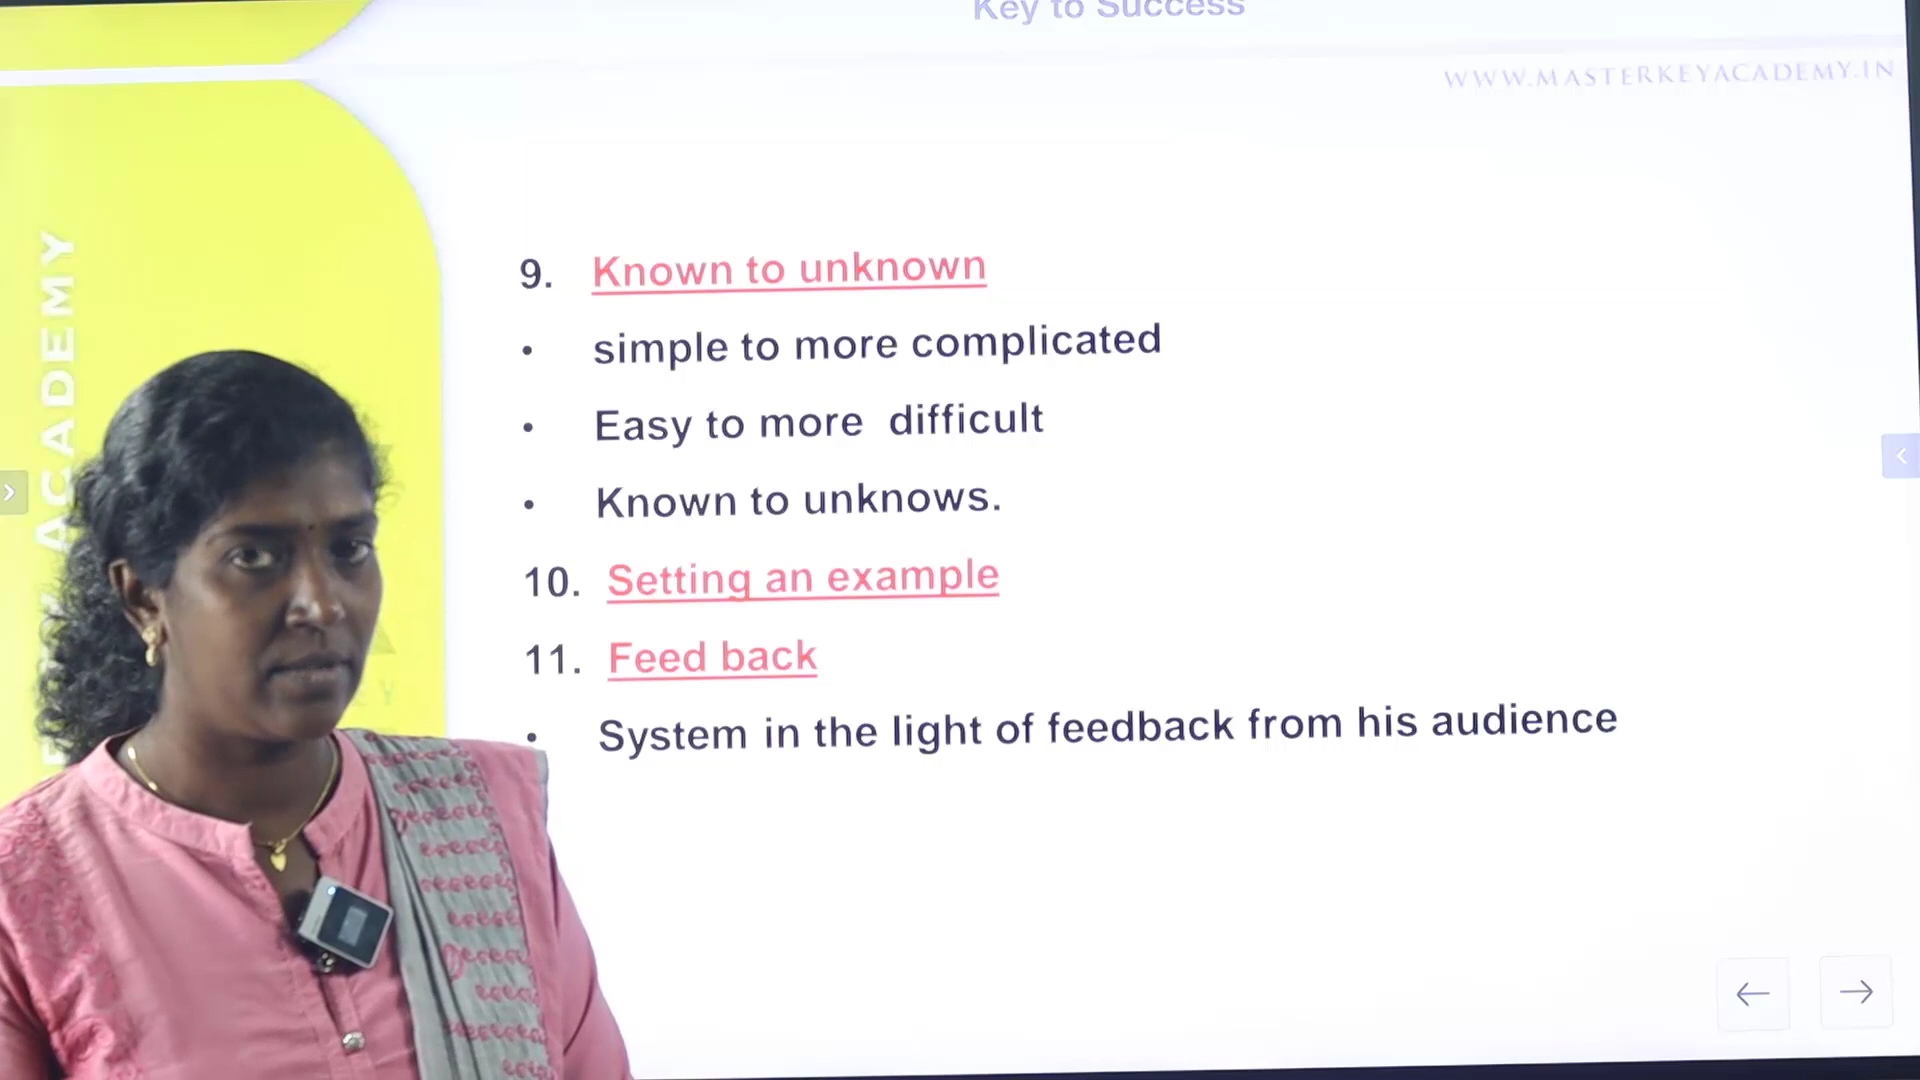 Key to Success
WWW.MASTERKEYACADEMY.IN
ACADEMY
9. Known to unknown
• simple to more complicated
• Easy to more difficult
• Known to unknows.
10. Setting an example
11. Feed back
• System in the light of feedback from his audience